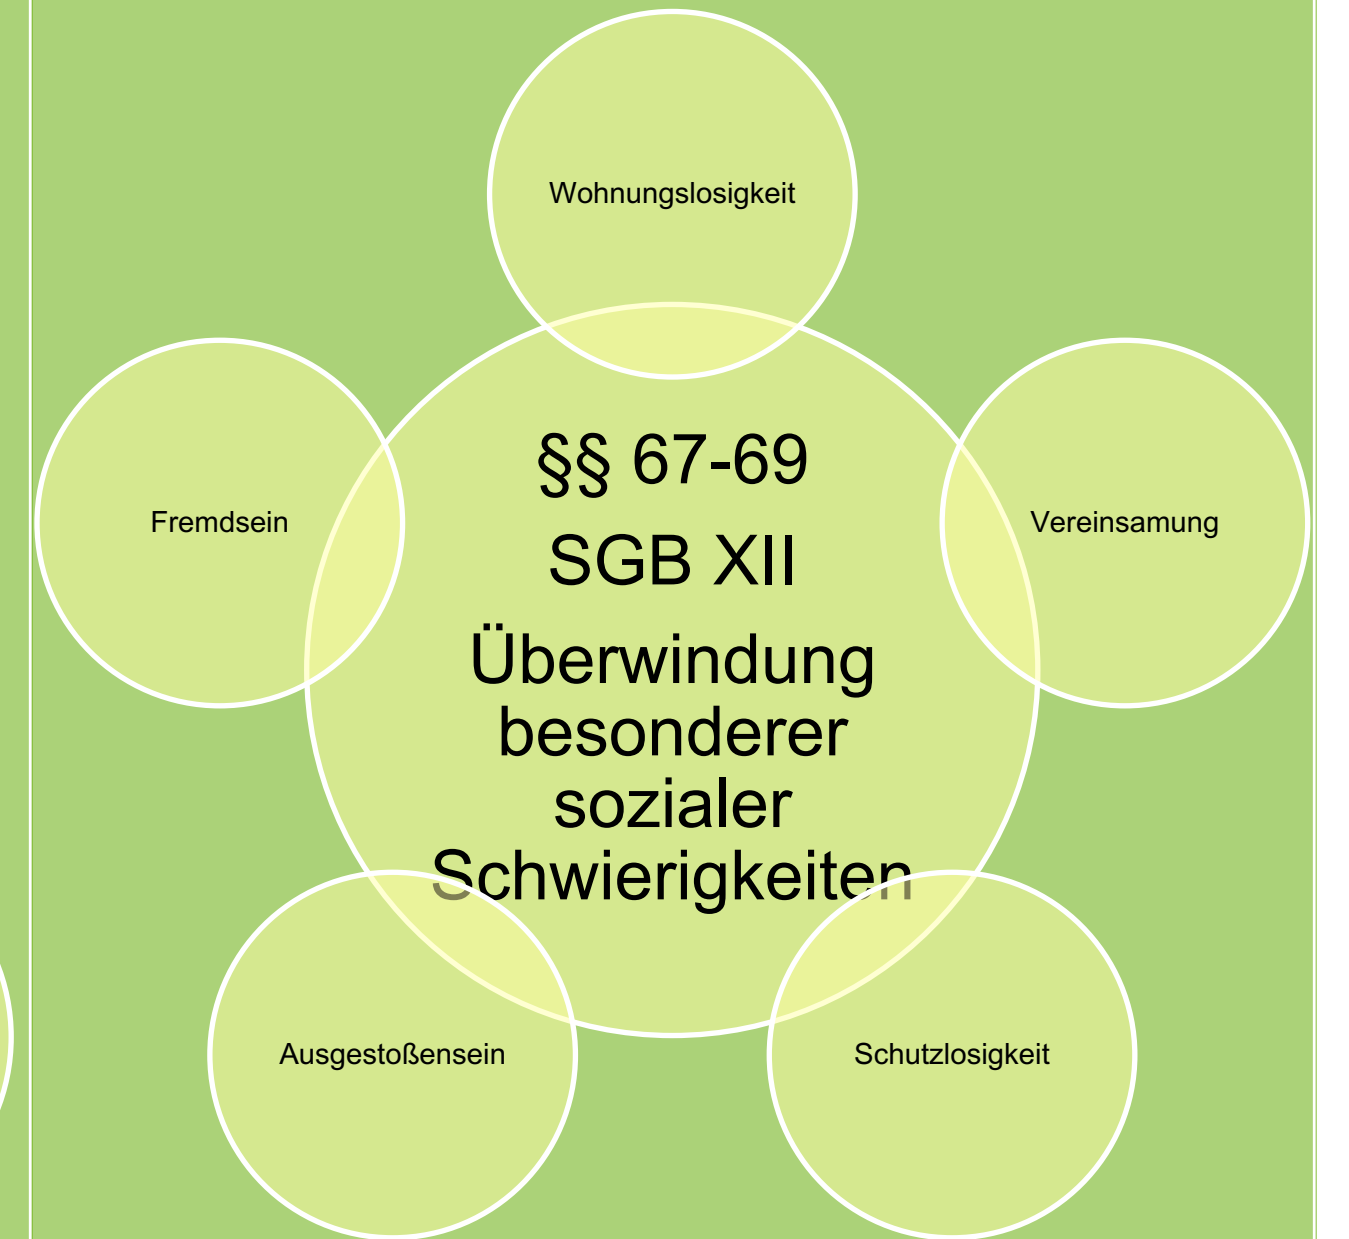 Wohnungslosigkeit
§§ 67-69
SGB XII
Überwindung
besonderer
sozialer
Schwierigkeiten
Fremdsein
Vereinsamung
Ausgestoßensein
Schutzlosigkeit